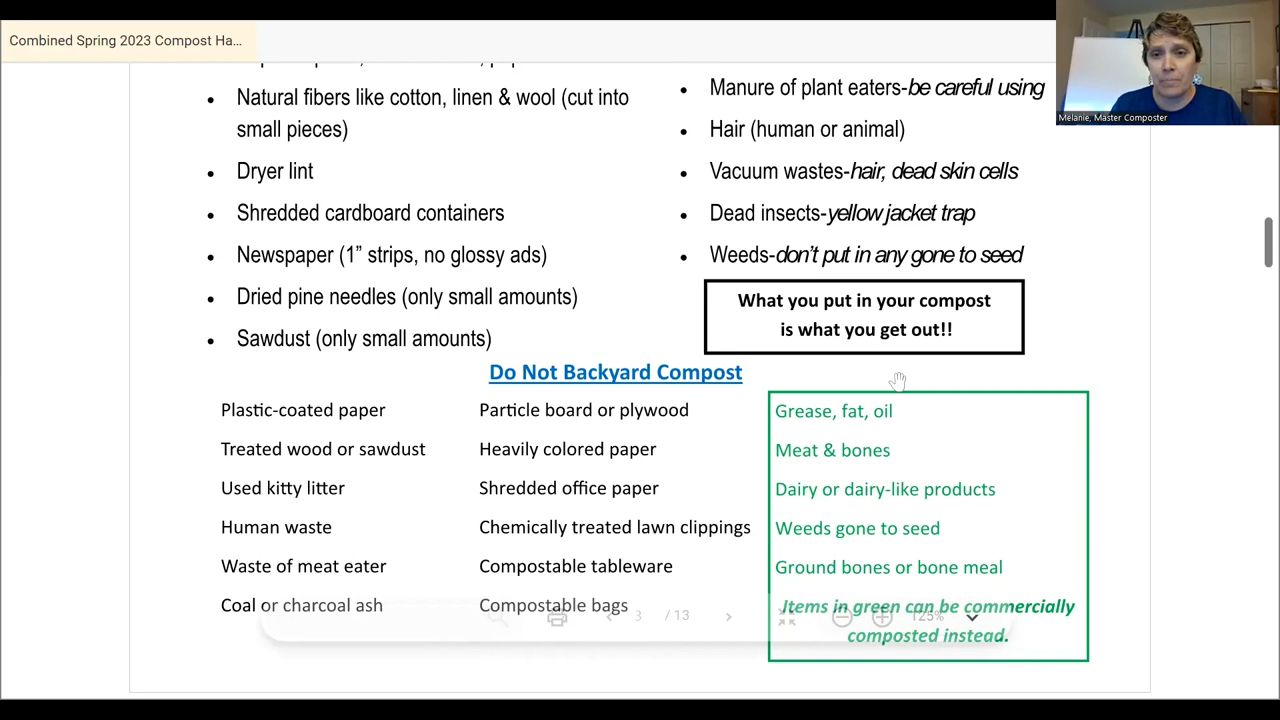 Combined Spring 2023 Compost Ha...
Melanie, Master Composter
• Natural fibers like cotton, linen & wool (cut into
small pieces)
• Dryer lint
• Shredded cardboard containers
• Newspaper (1” strips, no glossy ads)
• Dried pine needles (only small amounts)
• Sawdust (only small amounts)
• Manure of plant eaters-be careful using
• Hair (human or animal)
• Vacuum wastes-hair, dead skin cells
• Dead insects-yellow jacket trap
• Weeds-don’t put in any gone to seed
What you put in your compost
is what you get out!!
Do Not Backyard Compost
Plastic-coated paper
Treated wood or sawdust
Used kitty litter
Human waste
Waste of meat eater
Coal or charcoal ash
Particle board or plywood
Heavily colored paper
Shredded office paper
Chemically treated lawn clippings
Compostable tableware
Compostable bags
Grease, fat, oil
Meat & bones
Dairy or dairy-like products
Weeds gone to seed
Ground bones or bone meal
Items in green can be commercially
composted instead.
3 / 13
125%